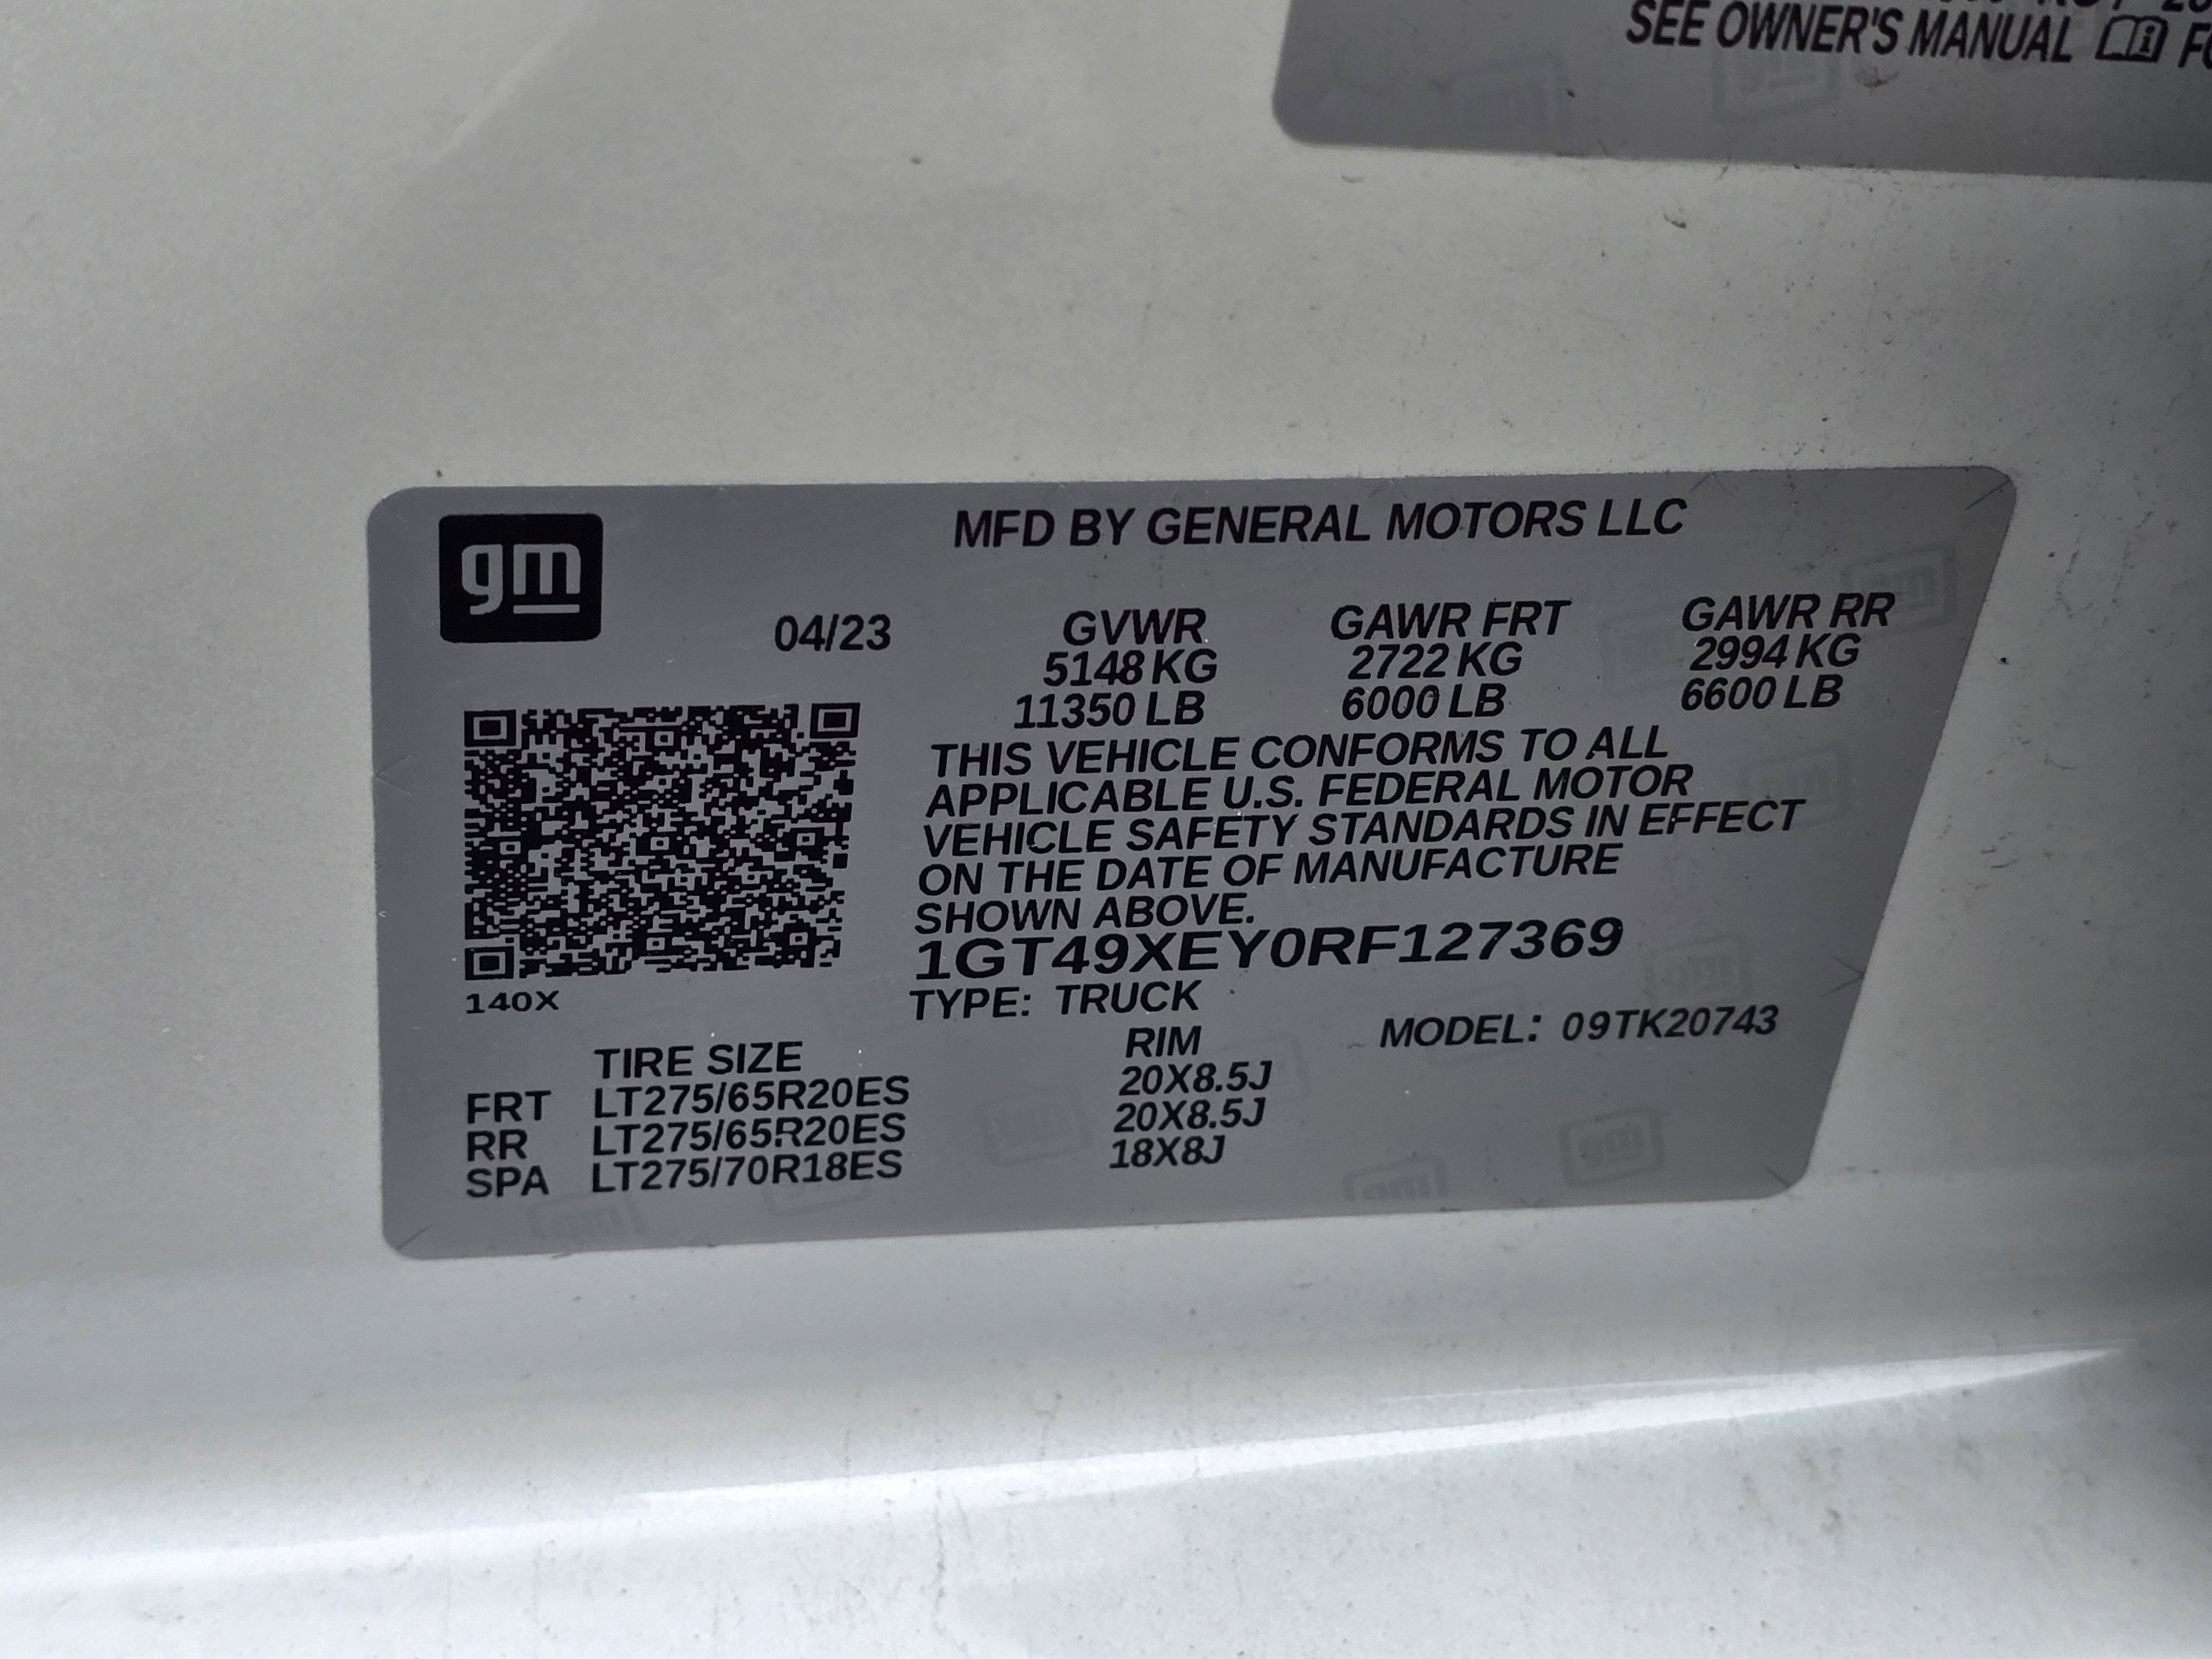 SEE OWNER'S MANUAL
gm
MFD BY GENERAL MOTORS LLC
04/23
GVWR GAWR FRT GAWR RR
5148 KG 2722 KG 2994 KG
11350 LB 6000 LB 6600 LB
THIS VEHICLE CONFORMS TO ALL
APPLICABLE U.S. FEDERAL MOTOR
VEHICLE SAFETY STANDARDS IN EFFECT
ON THE DATE OF MANUFACTURE
SHOWN ABOVE.
1GT49XEY0RF127369
140X
TYPE: TRUCK
MODEL: 09TK20743
TIRE SIZE RIM
FRT LT275/65R20ES 20X8.5J
RR LT275/65R20ES 20X8.5J
SPA LT275/70R18ES 18X8J